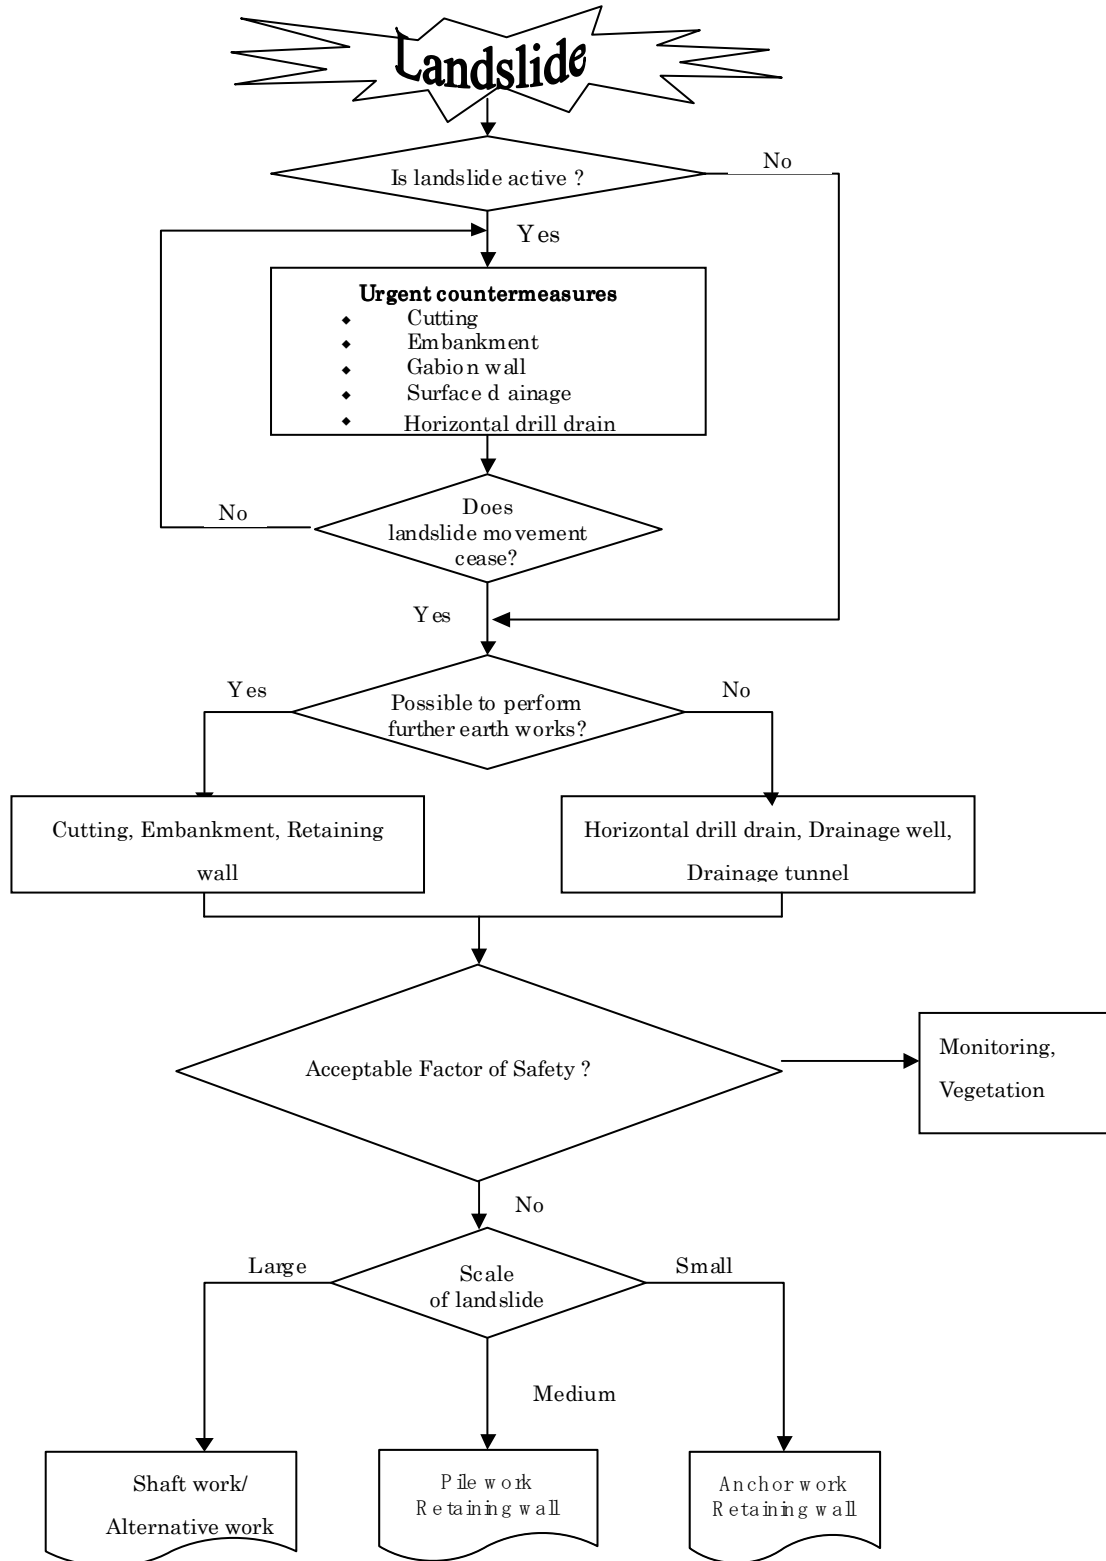 Landslide
Is landslide active ?
No
Yes
Urgent countermeasures
◆ Cutting
◆ Embankment
◆ Gabion wall
◆ Surface d ainage
◆ Horizontal drill drain
Does
landslide movement
cease?
No
Yes
Possible to perform
further earth works?
Yes
No
Cutting, Embankment, Retaining
wall
Horizontal drill drain, Drainage well,
Drainage tunnel
Acceptable Factor of Safety ?
Monitoring,
Vegetation
No
Scale
of landslide
Large
Small
Medium
Shaft work/
Alternative work
Pile work
Retaining wall
Anchor work
Retaining wall